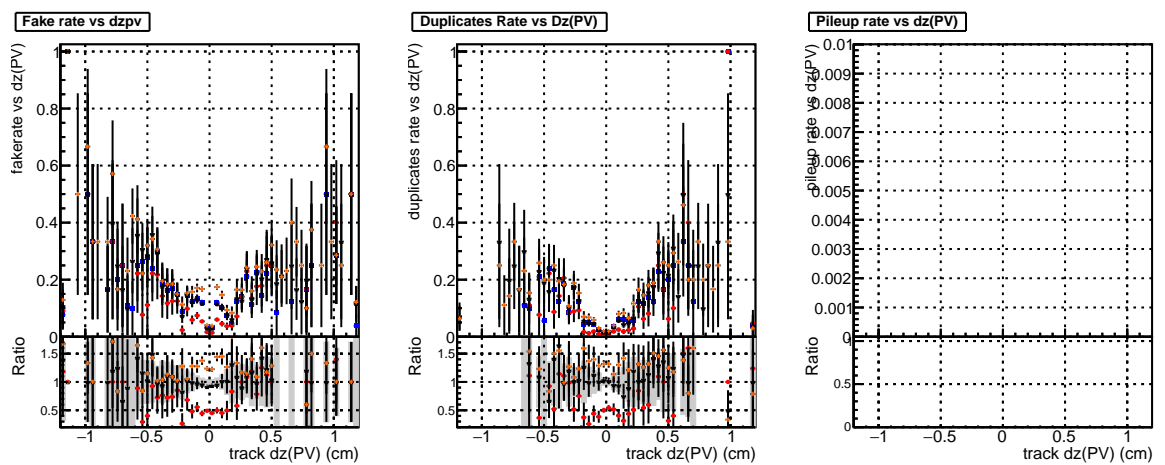 Fake rate vs dzpv
fakerate vs dz(PV)
1
0.8
0.6
0.4
0.2
0
Ratio
1.5
1
0.5
−1 −0.5 0 0.5 1
track dz(PV) (cm)
Duplicates Rate vs Dz(PV)
duplicates rate vs dz(PV)
1
0.8
0.6
0.4
0.2
0
Ratio
1.5
1
0.5
−1 −0.5 0 0.5 1
track dz(PV) (cm)
Pileup rate vs dz(PV)
pileup rate vs dz(PV)
0.01
0.009
0.008
0.007
0.006
0.005
0.004
0.003
0.002
0.001
0
Ratio
0.5
0
−1 −0.5 0 0.5 1
track dz(PV) (cm)